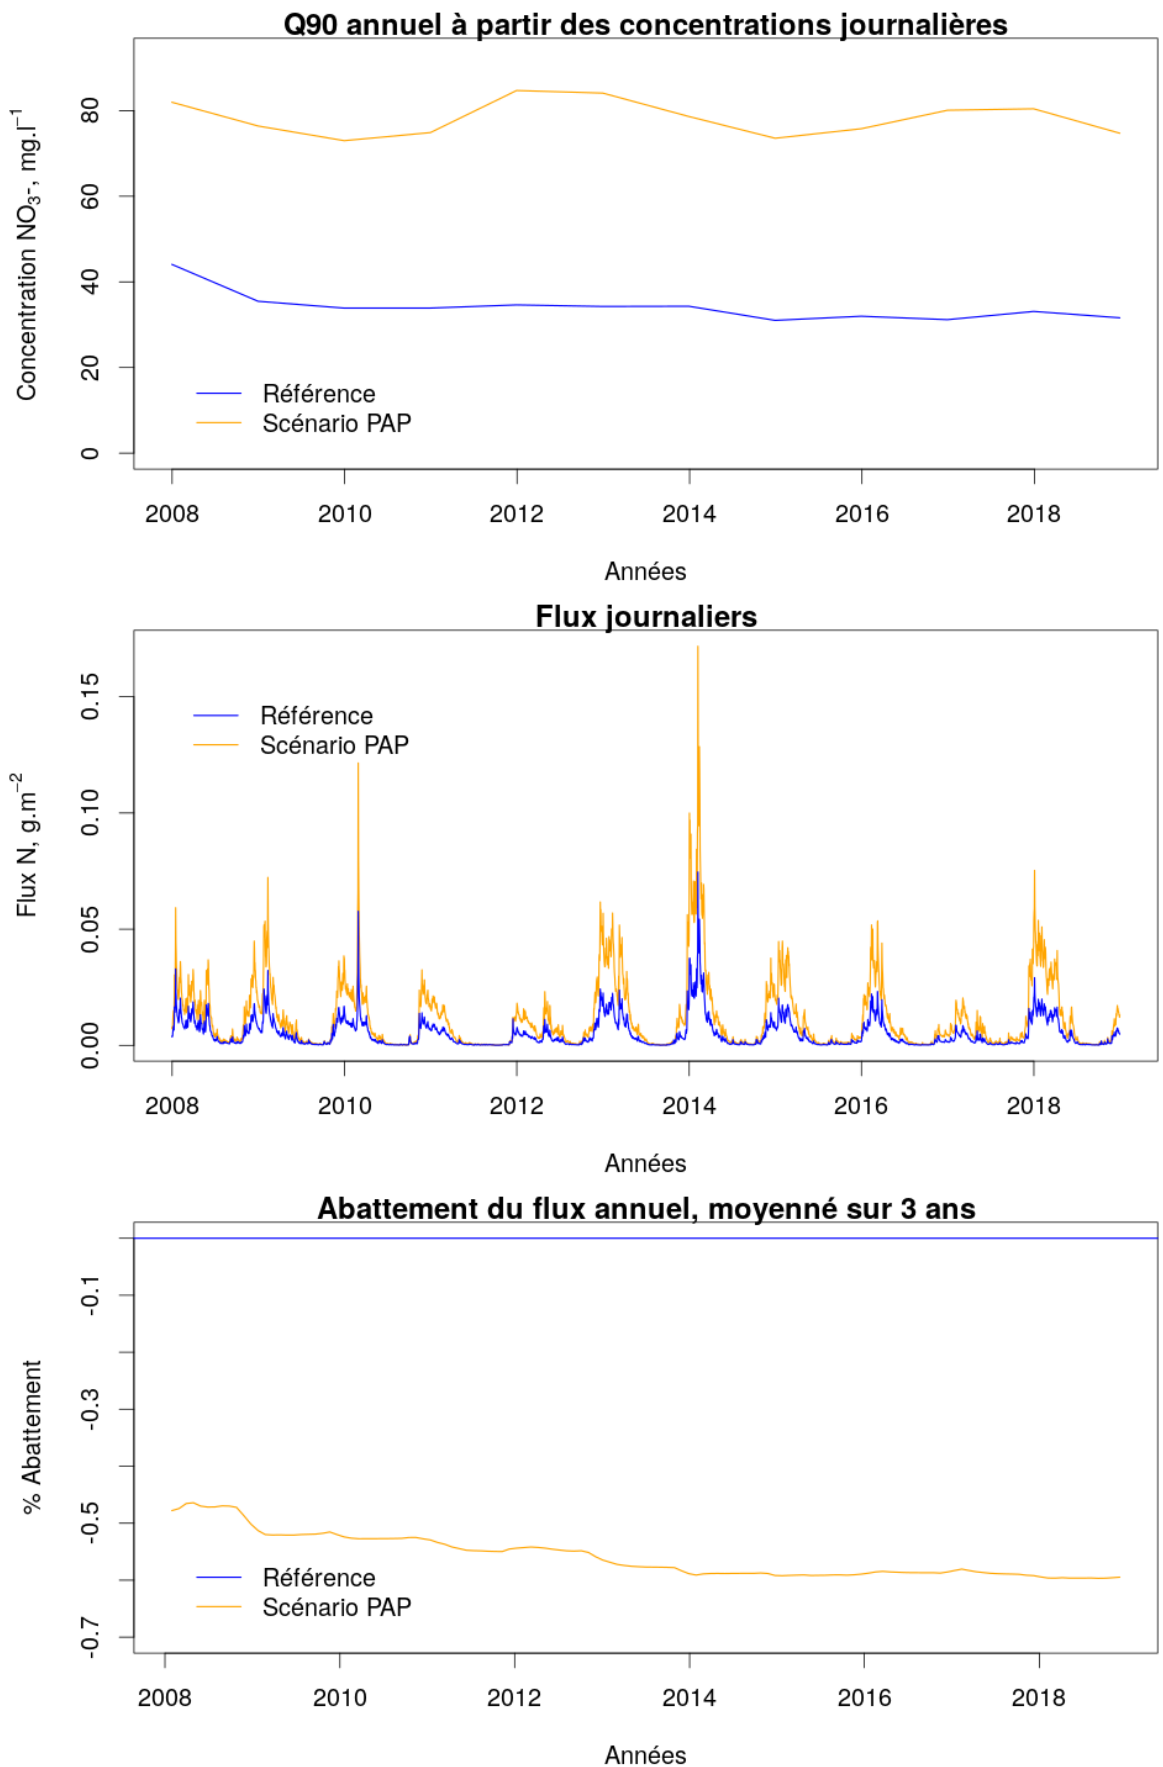 Q90 annuel à partir des concentrations journalières
Concentration NO₃-, mg.l⁻¹
80
60
40
20
0
Référence
Scénario PAP
2008 2010 2012 2014 2016 2018
Années
Flux journaliers
Flux N, g.m⁻²
0.15
0.10
0.05
0.00
Référence
Scénario PAP
2008 2010 2012 2014 2016 2018
Années
Abattement du flux annuel, moyenné sur 3 ans
% Abattement
-0.1
-0.3
-0.5
-0.7
Référence
Scénario PAP
2008 2010 2012 2014 2016 2018
Années